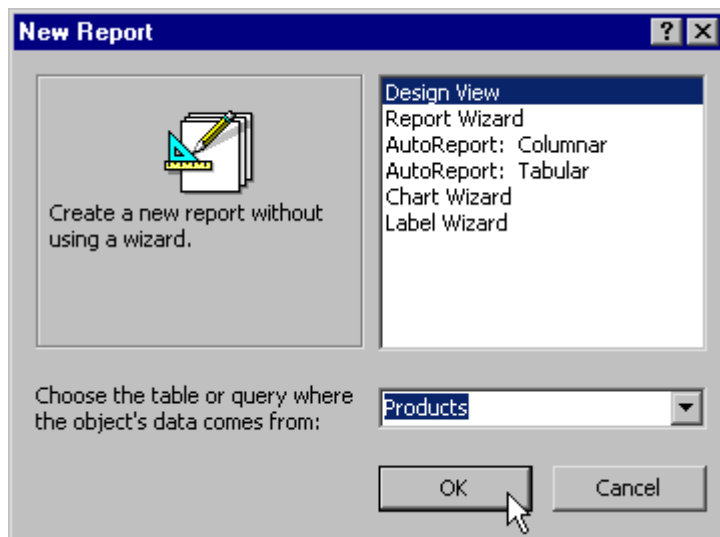 New Report
Create a new report without
using a wizard.
Design View
Report Wizard
AutoReport: Columnar
AutoReport: Tabular
Chart Wizard
Label Wizard
Choose the table or query where
the object's data comes from:
Products
OK
Cancel